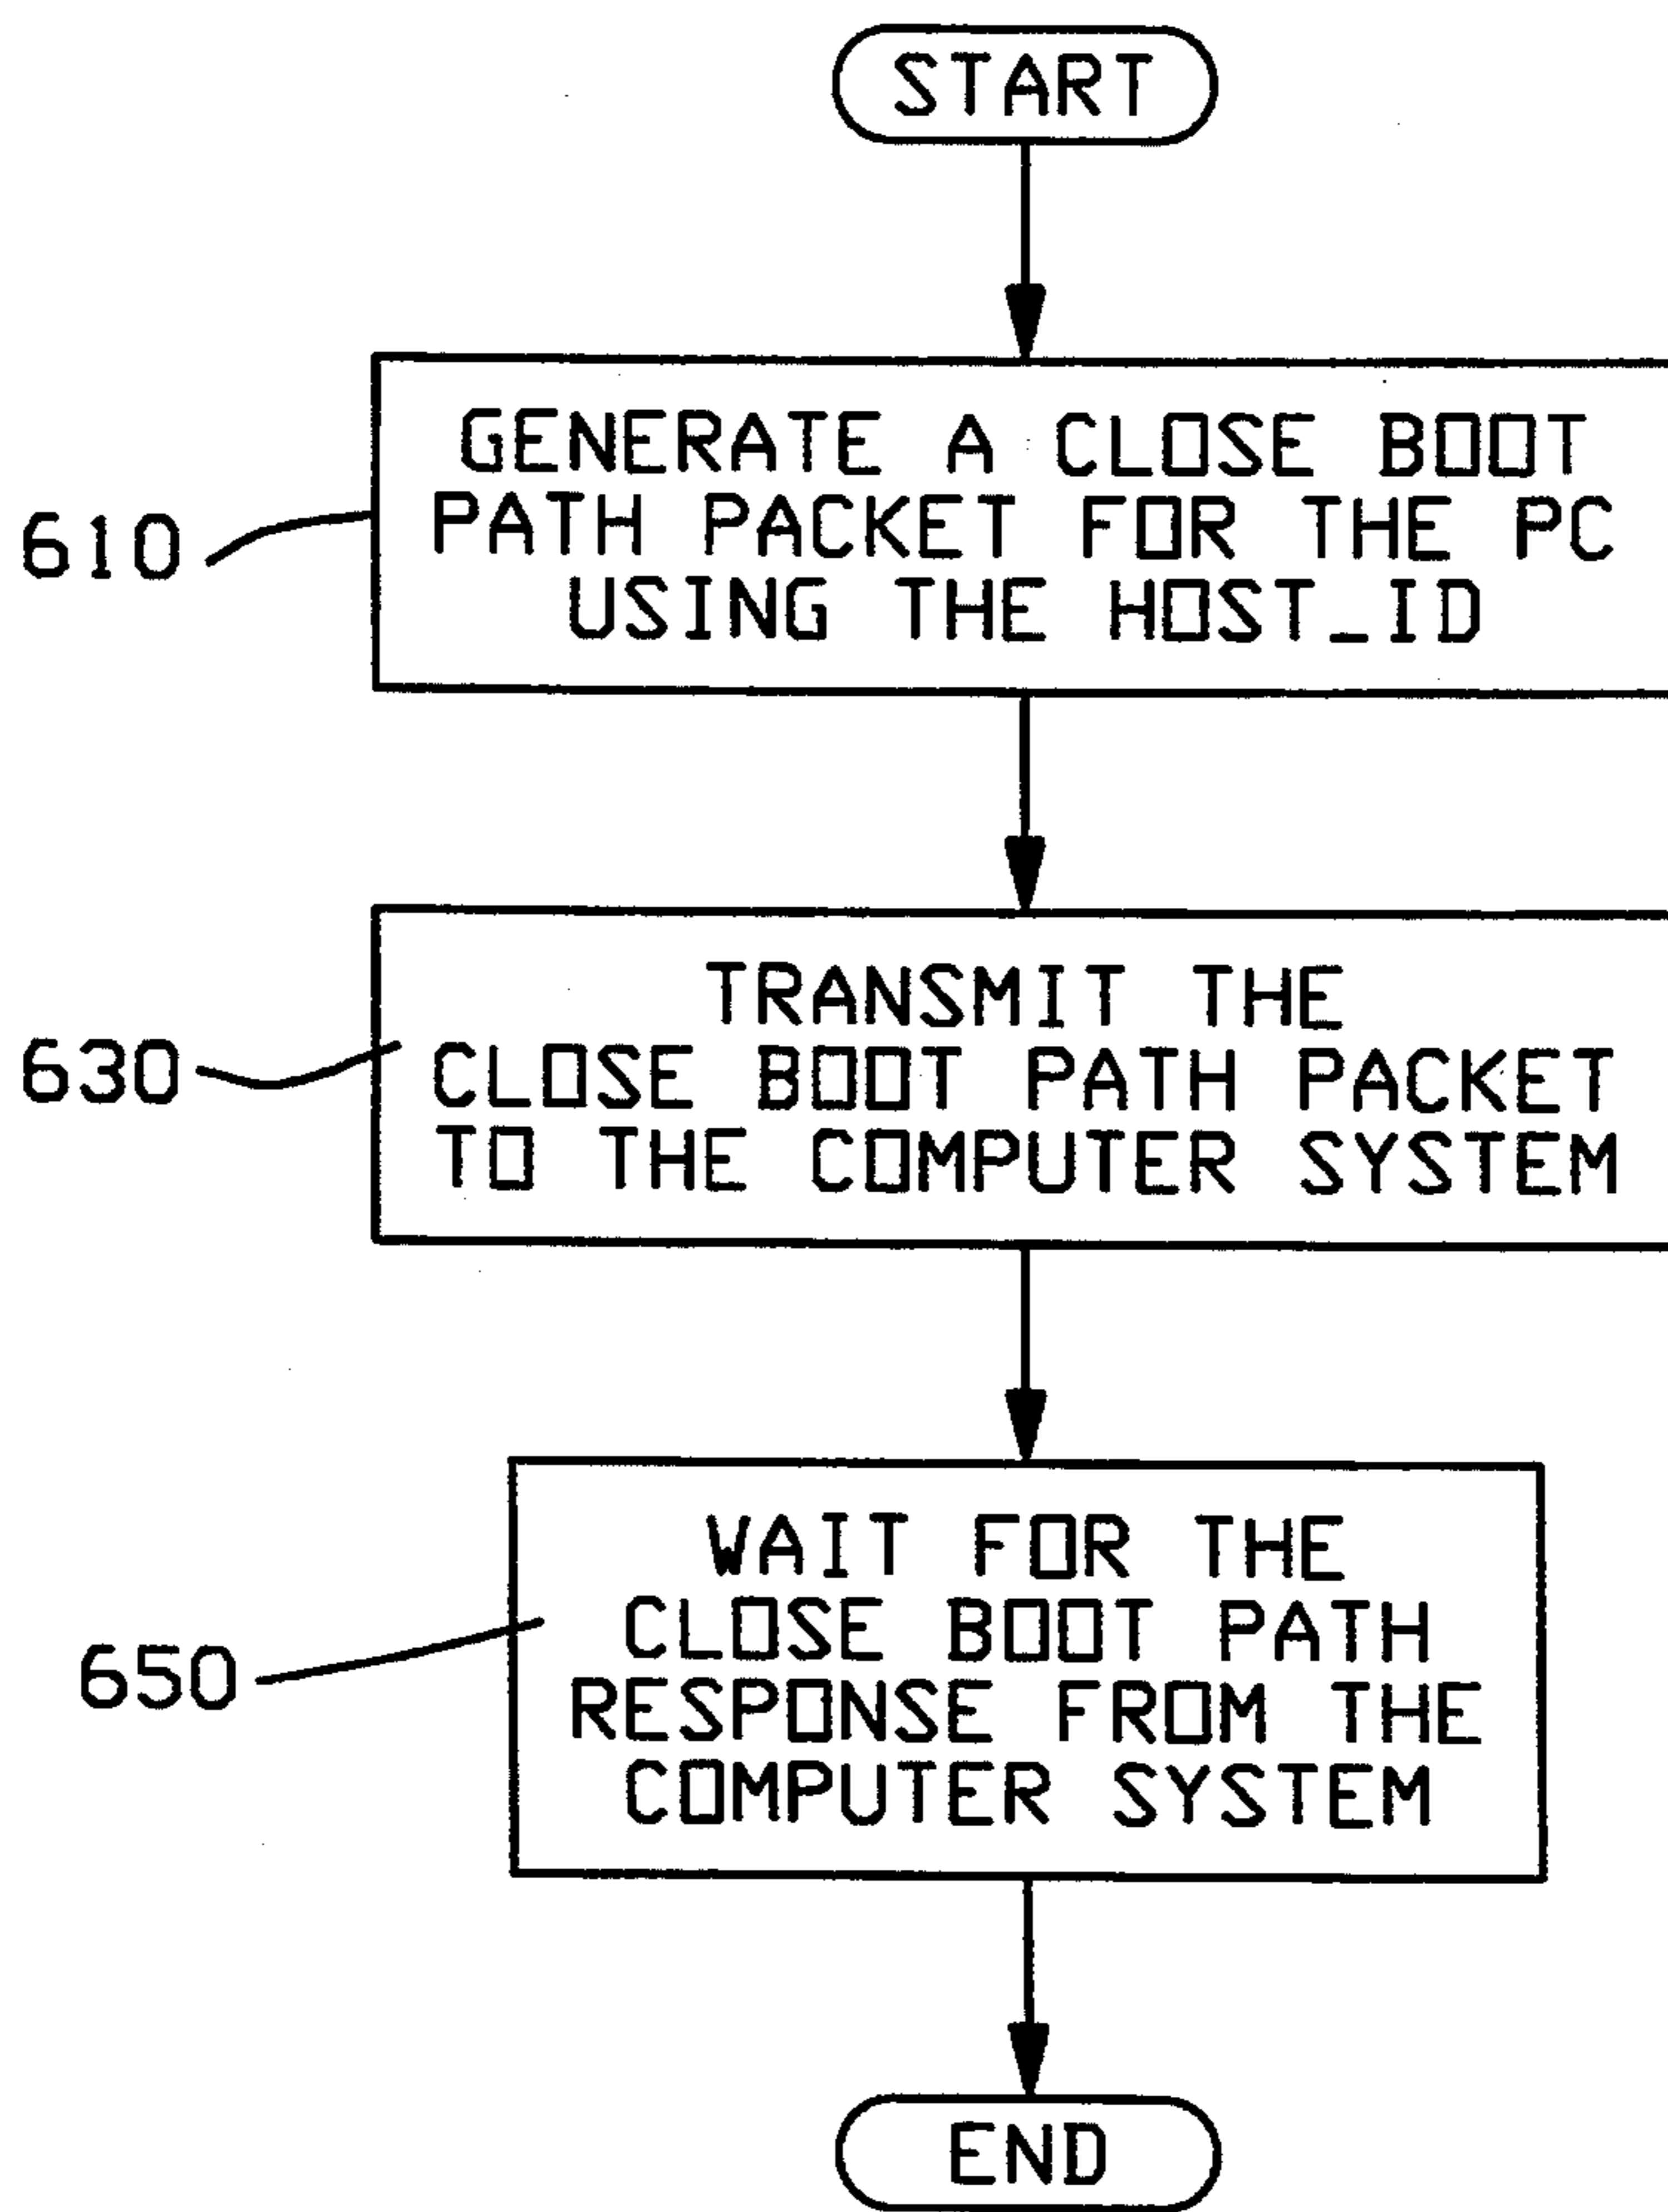 START
GENERATE A CLOSE BOOT
PATH PACKET FOR THE PC
USING THE HOST_ID
610
TRANSMIT THE
CLOSE BOOT PATH PACKET
TO THE COMPUTER SYSTEM
630
WAIT FOR THE
CLOSE BOOT PATH
RESPONSE FROM THE
COMPUTER SYSTEM
650
END